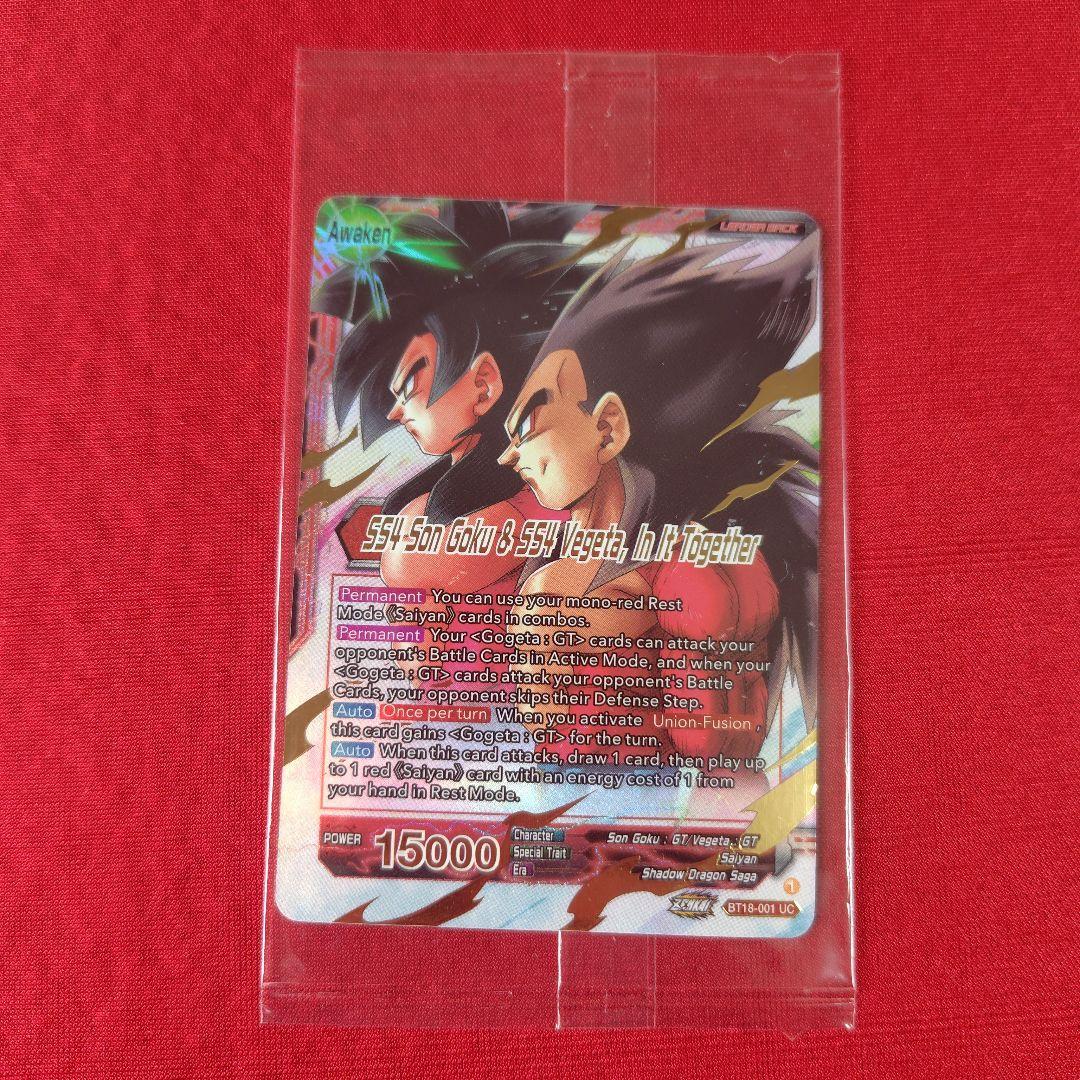 Awaken
LEADER BACK
SS4 Son Goku & SS4 Vegeta, In It Together
Permanent You can use your mono-red Rest
Mode《Saiyan》cards in combos.
Permanent Your <Gogeta : GT> cards can attack your
opponent's Battle Cards in Active Mode, and when your
<Gogeta : GT> cards attack your opponent's Battle
Cards, your opponent skips their Defense Step.
Auto Once per turn When you activate Union-Fusion,
this card gains <Gogeta : GT> for the turn.
Auto When this card attacks, draw 1 card, then play up
to 1 red《Saiyan》card with an energy cost of 1 from
your hand in Rest Mode.
POWER 15000
Character Son Goku : GT/Vegeta : GT
Special Trait Saiyan
Era Shadow Dragon Saga
1
ZENKAI BT18-001 UC